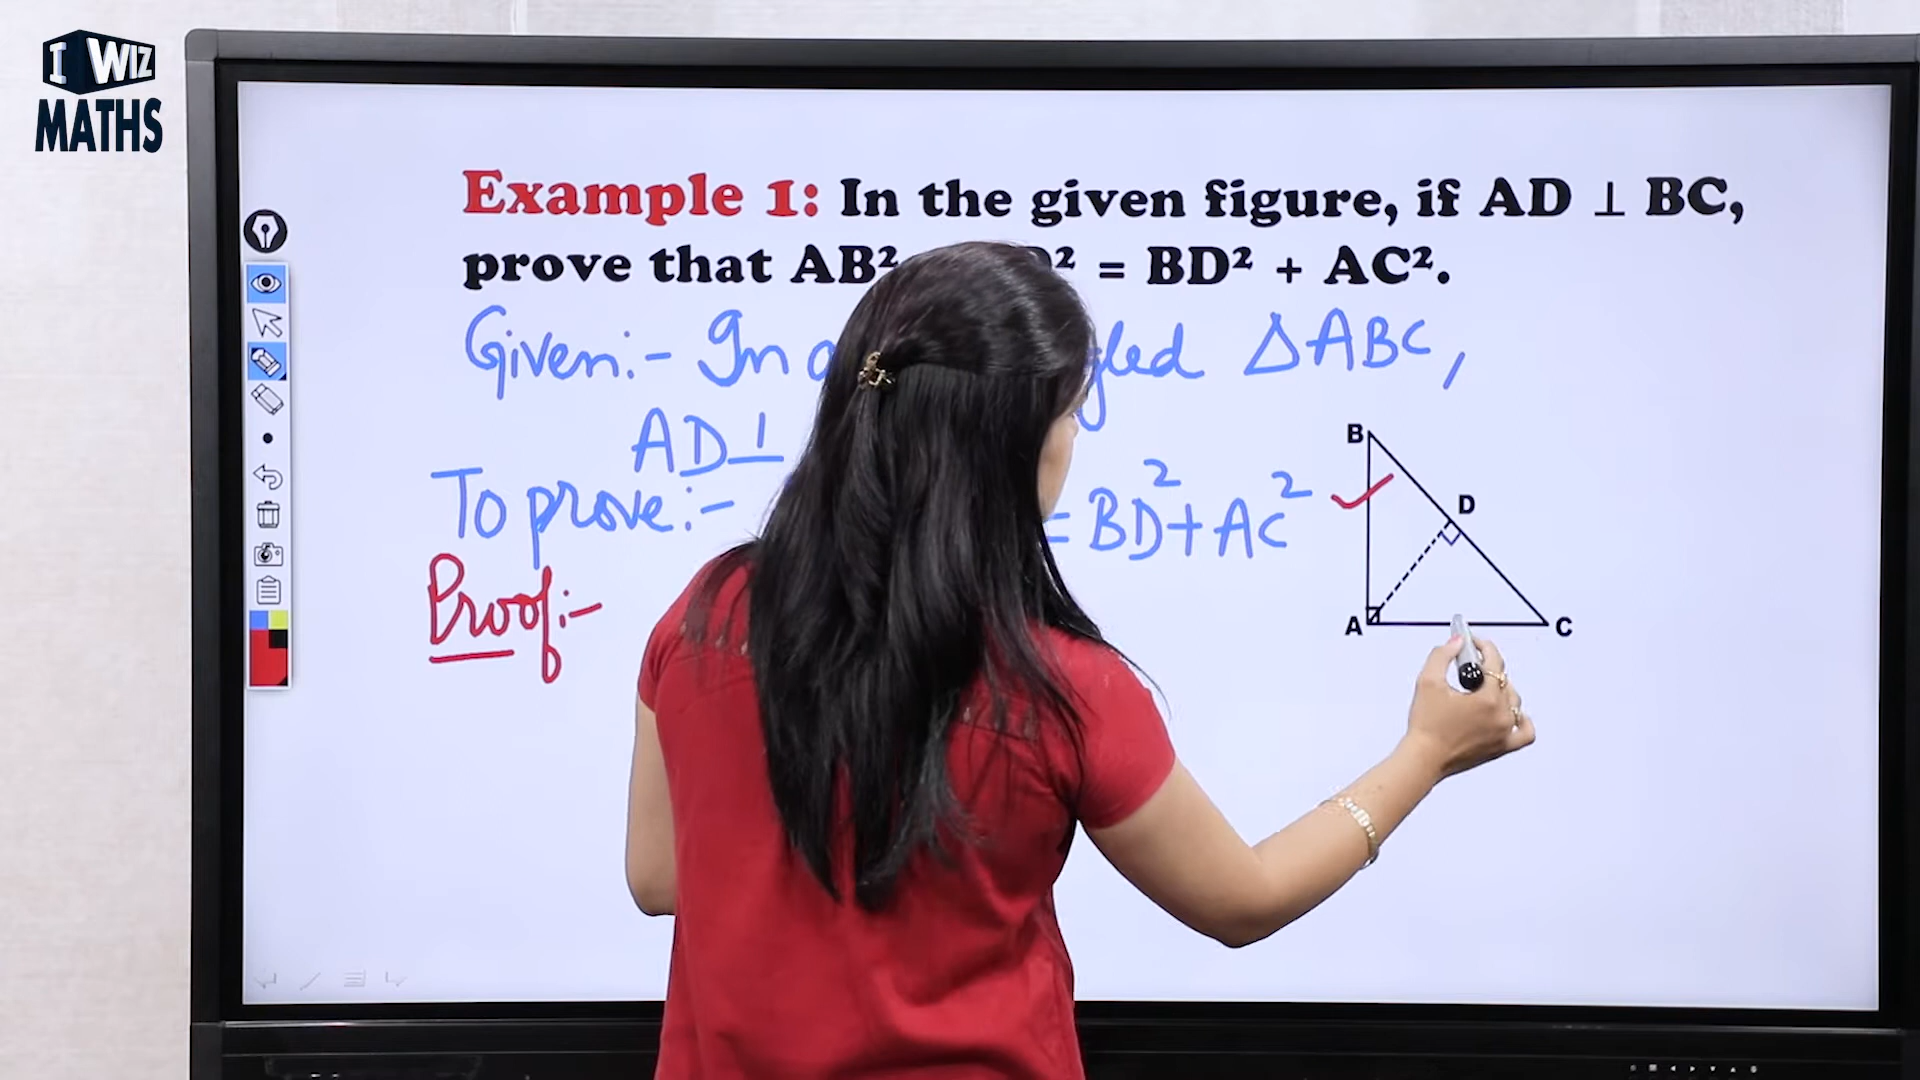 I WIZ
MATHS
Example 1: In the given figure, if AD ⊥ BC,
prove that AB² ² = BD² + AC².
Given:- In ΔABC,
AD⊥
To prove:- = BD²+AC²
Proof:-
B
D
A
C